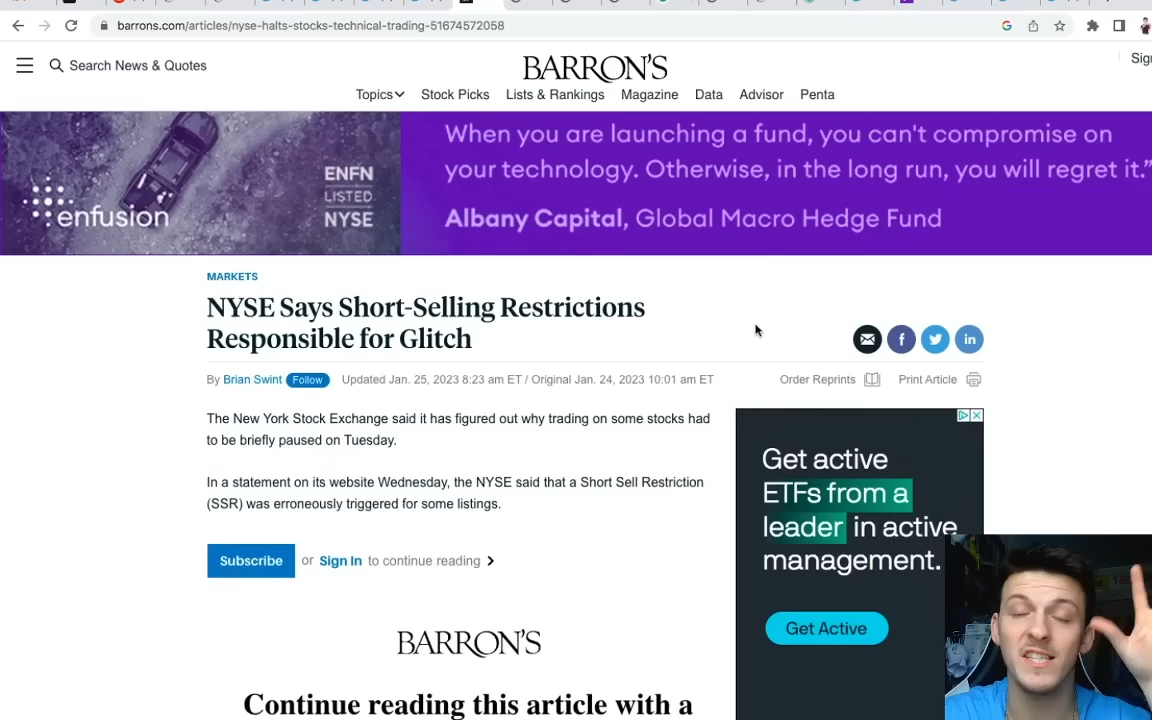 barrons.com/articles/nyse-halts-stocks-technical-trading-51674572058
Search News & Quotes
BARRON'S
Topics Stock Picks Lists & Rankings Magazine Data Advisor Penta
enfusion
ENFN
LISTED
NYSE
When you are launching a fund, you can't compromise on
your technology. Otherwise, in the long run, you will regret it.”
Albany Capital, Global Macro Hedge Fund
MARKETS
NYSE Says Short-Selling Restrictions
Responsible for Glitch
By Brian Swint Follow Updated Jan. 25, 2023 8:23 am ET / Original Jan. 24, 2023 10:01 am ET
Order Reprints Print Article
The New York Stock Exchange said it has figured out why trading on some stocks had
to be briefly paused on Tuesday.
In a statement on its website Wednesday, the NYSE said that a Short Sell Restriction
(SSR) was erroneously triggered for some listings.
Subscribe or Sign In to continue reading
BARRON'S
Continue reading this article with a
Get active
ETFs from a
leader in active
management.
Get Active